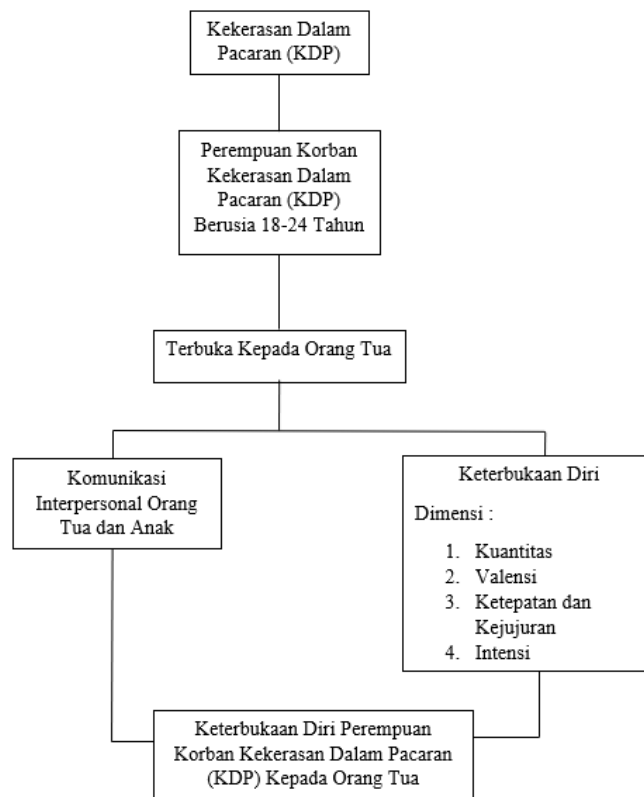 Kekerasan Dalam
Pacaran (KDP)
Perempuan Korban
Kekerasan Dalam
Pacaran (KDP)
Berusia 18-24 Tahun
Terbuka Kepada Orang Tua
Komunikasi
Interpersonal Orang
Tua dan Anak
Keterbukaan Diri
Dimensi :
1. Kuantitas
2. Valensi
3. Ketepatan dan
Kejujuran
4. Intensi
Keterbukaan Diri Perempuan
Korban Kekerasan Dalam Pacaran
(KDP) Kepada Orang Tua